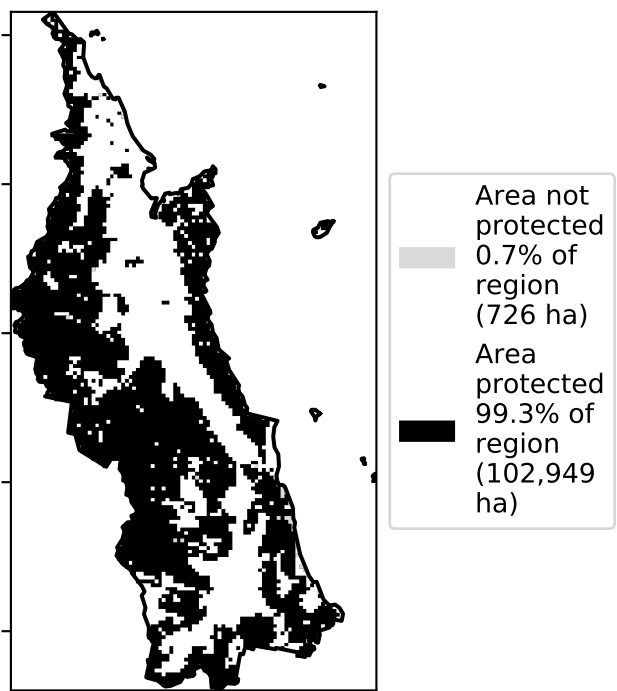 Area not
protected
0.7% of
region
(726 ha)
Area
protected
99.3% of
region
(102,949
ha)